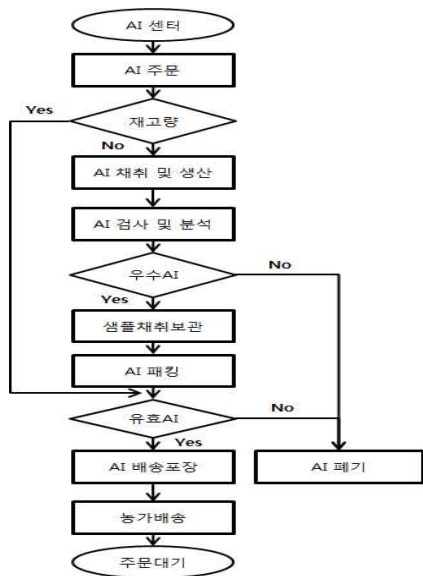 AI 센터
AI 주문
Yes
재고량
No
AI 채취 및 생산
AI 검사 및 분석
우수AI
No
Yes
샘플채취보관
AI 패킹
유효AI
No
Yes
AI 배송포장
AI 폐기
농가배송
주문대기